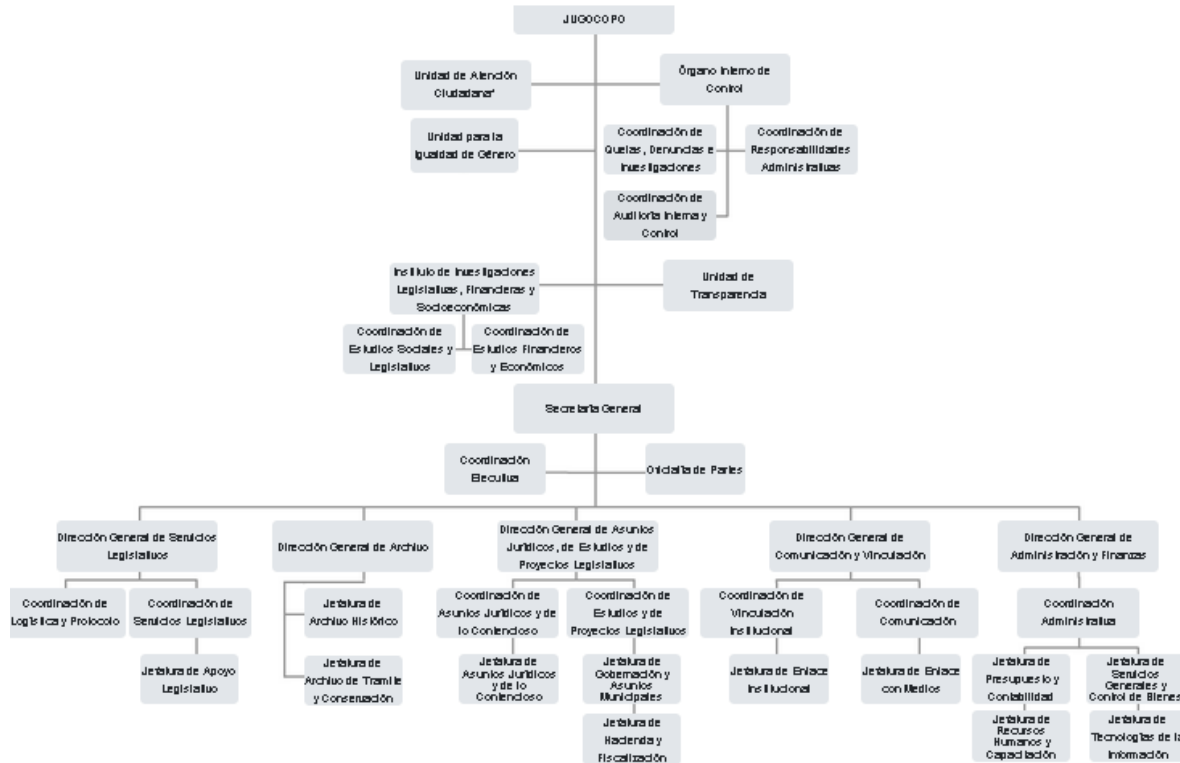 JUGOCOPO
Unidad de Atención
Ciudadana*
Órgano Interno de
Control
Unidad para la
Igualdad de Género
Coordinación de
Quejas, Denuncias e
Investigaciones
Coordinación de
Responsabilidades
Administrativas
Coordinación de
Auditoría Interna y
Control
Instituto de Investigaciones
Legislativas, Financieras y
Socioeconómicas
Unidad de
Transparencia
Coordinación de
Estudios Sociales y
Legislativos
Coordinación de
Estudios Financieros
y Económicos
Secretaría General
Coordinación
Ejecutiva
Oficialía de Partes
Dirección General de Servicios
Legislativos
Dirección General de Archivo
Dirección General de Asuntos
Jurídicos, de Estudios y de
Proyectos Legislativos
Dirección General de
Comunicación y Vinculación
Dirección General de
Administración y Finanzas
Coordinación de
Logística y Protocolo
Coordinación de
Servicios Legislativos
Jefatura de
Archivo Histórico
Coordinación de
Asuntos Jurídicos y de
lo Contencioso
Coordinación de
Estudios y de
Proyectos Legislativos
Coordinación de
Vinculación
Institucional
Coordinación de
Comunicación
Coordinación
Administrativa
Jefatura de Apoyo
Legislativo
Jefatura de
Archivo de Tramite
y Conservación
Jefatura de
Asuntos Jurídicos
y de lo
Contencioso
Jefatura de
Gobernación y
Asuntos
Municipales
Jefatura de Enlace
Institucional
Jefatura de Enlace
con Medios
Jefatura de
Presupuesto y
Contabilidad
Jefatura de
Servicios
Generales y
Control de Bienes
Jefatura de
Hacienda y
Fiscalización
Jefatura de
Recursos
Humanos y
Capacitación
Jefatura de
Tecnologías de la
Información